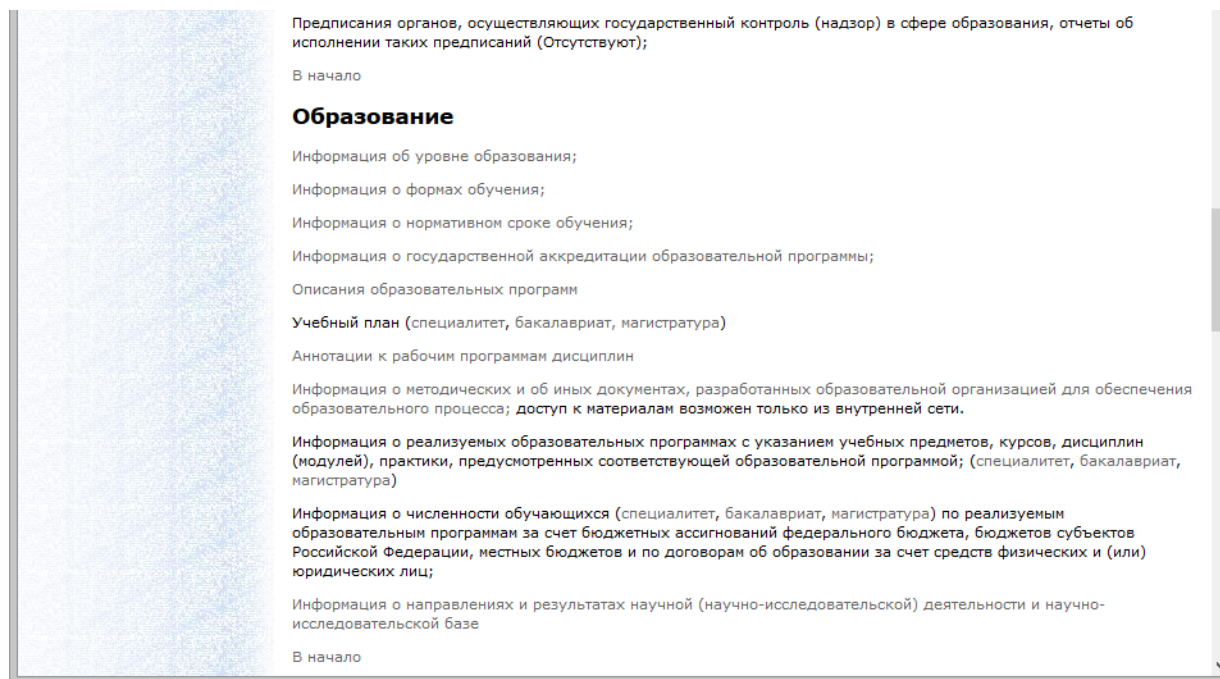 Предписания органов, осуществляющих государственный контроль (надзор) в сфере образования, отчеты об
исполнении таких предписаний (Отсутствуют);
В начало
Образование
Информация об уровне образования;
Информация о формах обучения;
Информация о нормативном сроке обучения;
Информация о государственной аккредитации образовательной программы;
Описания образовательных программ
Учебный план (специалитет, бакалавриат, магистратура)
Аннотации к рабочим программам дисциплин
Информация о методических и об иных документах, разработанных образовательной организацией для обеспечения
образовательного процесса; доступ к материалам возможен только из внутренней сети.
Информация о реализуемых образовательных программах с указанием учебных предметов, курсов, дисциплин
(модулей), практики, предусмотренных соответствующей образовательной программой; (специалитет, бакалавриат,
магистратура)
Информация о численности обучающихся (специалитет, бакалавриат, магистратура) по реализуемым
образовательным программам за счет бюджетных ассигнований федерального бюджета, бюджетов субъектов
Российской Федерации, местных бюджетов и по договорам об образовании за счет средств физических и (или)
юридических лиц;
Информация о направлениях и результатах научной (научно-исследовательской) деятельности и научно-
исследовательской базе
В начало